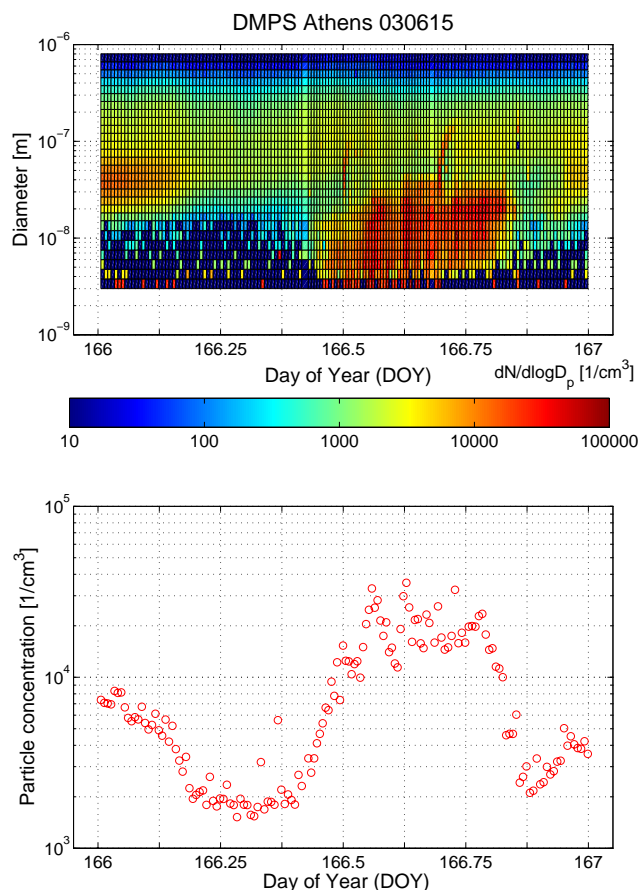 DMPS Athens 030615
10^-6
10^-7
10^-8
10^-9
Diameter [m]
166 166.25 166.5 166.75 167
Day of Year (DOY)
dN/dlogD_p [1/cm^3]
10 100 1000 10000 100000
10^5
10^4
10^3
Particle concentration [1/cm^3]
166 166.25 166.5 166.75 167
Day of Year (DOY)